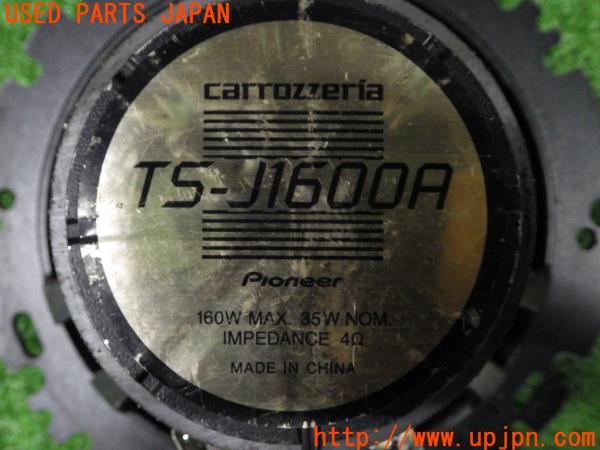 USED PARTS JAPAN
carrozzeria
TS-J1600A
Pioneer
160W MAX. 35W NOM.
IMPEDANCE 4Ω
MADE IN CHINA
http://www.upjpn.com